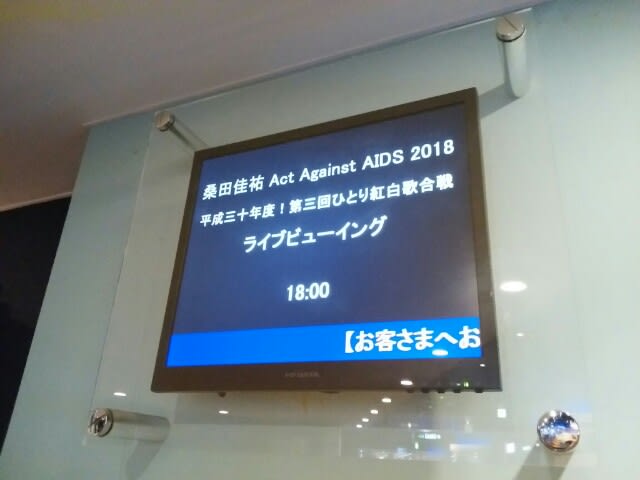 桑田佳祐 Act Against AIDS 2018
平成三十年度！第三回ひとり紅白歌合戦
ライブビューイング
18:00
【お客さまへお